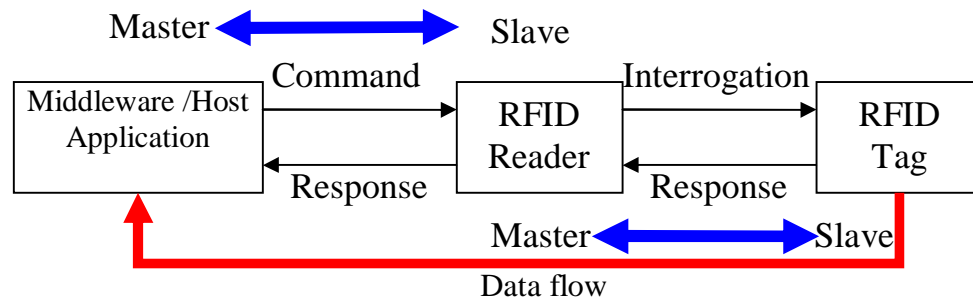 Master
Slave
Command
Interrogation
Middleware /Host
Application
RFID
Reader
RFID
Tag
Response
Response
Master
Slave
Data flow